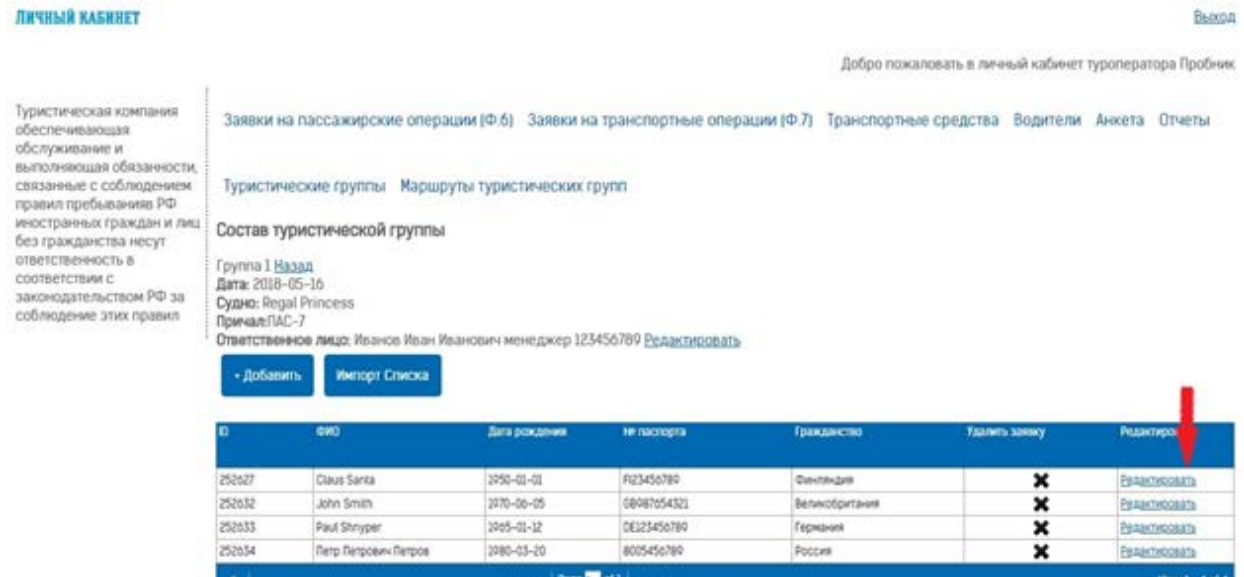 ЛИЧНЫЙ КАБИНЕТ
Выход
Добро пожаловать в личный кабинет туроператора Пробник
Туристическая компания
обеспечивающая
обслуживание и
выполняющая обязанности,
связанные с соблюдением
правил пребыванияв РФ
иностранных граждан и лиц
без гражданства несут
ответственность в
соответствии с
законодательством РФ за
соблюдение этих правил
Заявки на пассажирские операции (Ф.6) Заявки на транспортные операции (Ф.7) Транспортные средства Водители Анкета Отчеты
Туристические группы Маршруты туристических групп
Состав туристической группы
Группа 1 Назад
Дата: 2018-05-16
Судно: Regal Princess
Причал:ПАС-7
Ответственное лицо: Иванов Иван Иванович менеджер 123456789 Редактировать
+ Добавить Импорт Списка
ID ФИО Дата рождения № паспорта Гражданство Удалить заявку
252627 Claus Santa 1950-01-01 FI23456789 Финляндия Редактировать
252632 John Smith 1970-06-05 GB987654321 Великобритания Редактировать
252633 Paul Shnyper 1965-01-12 DE123456789 Германия Редактировать
252634 Петр Петрович Петров 1980-03-20 8005456789 Россия Редактировать